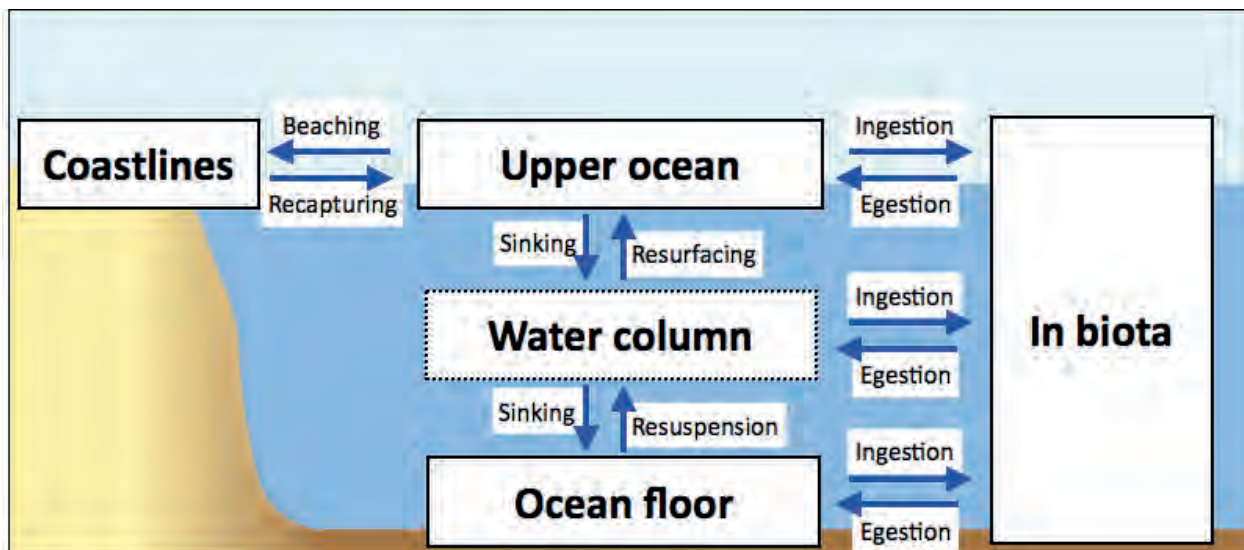 Beaching
Ingestion
Coastlines
Upper ocean
Recapturing
Egestion
Sinking
Resurfacing
Ingestion
Water column
In biota
Egestion
Sinking
Resuspension
Ingestion
Ocean floor
Egestion